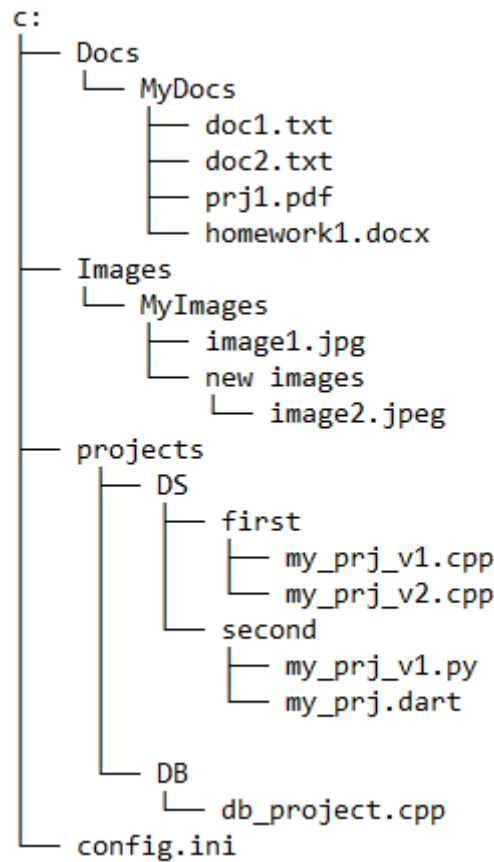 c:
Docs
MyDocs
doc1.txt
doc2.txt
prj1.pdf
homework1.docx
Images
MyImages
image1.jpg
new images
image2.jpeg
projects
DS
first
my_prj_v1.cpp
my_prj_v2.cpp
second
my_prj_v1.py
my_prj.dart
DB
db_project.cpp
config.ini